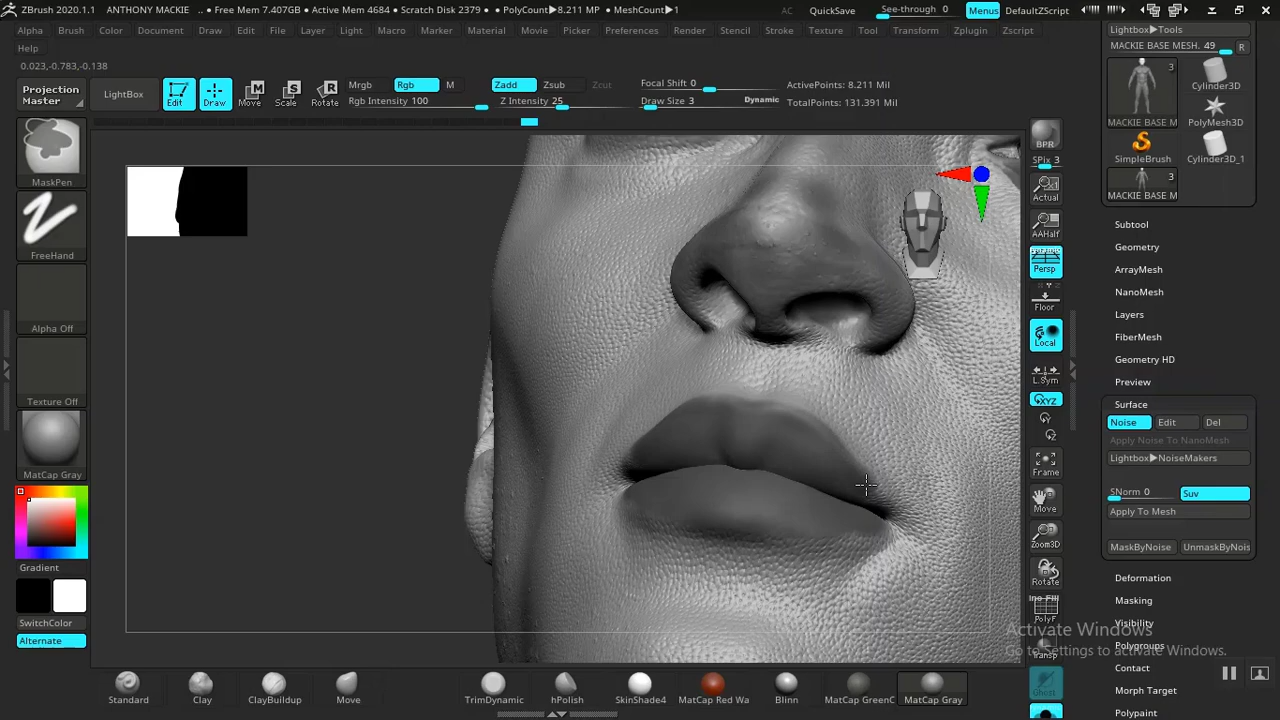 ZBrush 2020.1.1 ANTHONY MACKIE .. • Free Mem 7.407GB • Active Mem 4684 • Scratch Disk 2379 • PolyCount▶8.211 MP • MeshCount▶1 AC QuickSave See-through 0 Menus DefaultZScript
Alpha Brush Color Document Draw Edit File Layer Light Macro Marker Material Movie Picker Preferences Render Stencil Stroke Texture Tool Transform Zplugin Zscript
Help
0.023,-0.783,-0.138
Projection Master
LightBox
Edit Draw Move Scale Rotate
Mrgb Rgb M
Rgb Intensity 100
Zadd Zsub Zcut
Z Intensity 25
Focal Shift 0
Draw Size 3 Dynamic
ActivePoints: 8.211 Mil
TotalPoints: 131.391 Mil
MaskPen
FreeHand
Alpha Off
Texture Off
MatCap Gray
Gradient
SwitchColor
Alternate
BPR
SPix 3
Actual
AAHalf
Persp
Floor
Local
L.Sym
XYZ
Frame
Move
Zoom3D
Rotate
PolyF
Transp
Ghost
Lightbox▶Tools
MACKIE BASE MESH. 49 R
3
MACKIE BASE M
Cylinder3D
PolyMesh3D
SimpleBrush
Cylinder3D_1
3
MACKIE BASE M
Subtool
Geometry
ArrayMesh
NanoMesh
Layers
FiberMesh
Geometry HD
Preview
Surface
Noise Edit Del
Apply Noise To NanoMesh
Lightbox▶NoiseMakers
SNorm 0 Suv
Apply To Mesh
MaskByNoise UnmaskByNois
Deformation
Masking
Visibility
Polygroups
Contact
Morph Target
Polypaint
Activate Windows
Go to Settings to activate Windows.
Standard Clay ClayBuildup Move TrimDynamic hPolish SkinShade4 MatCap Red Wa Blinn MatCap GreenC MatCap Gray